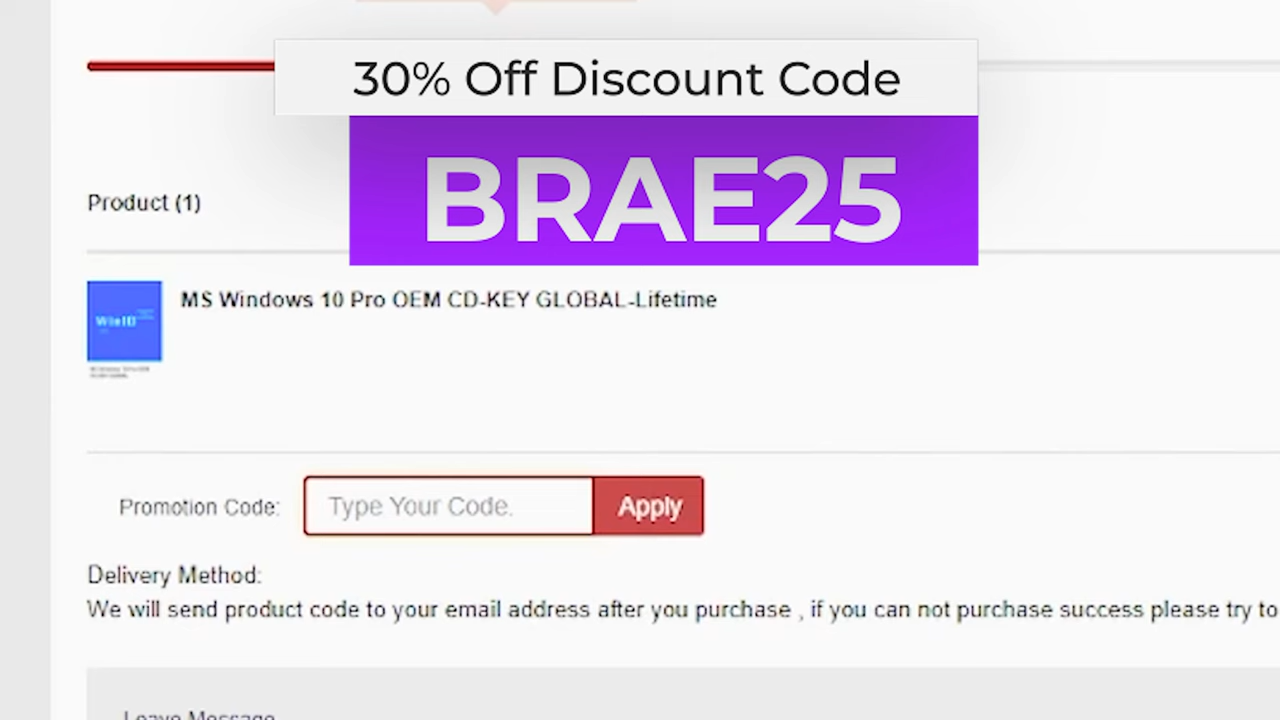 30% Off Discount Code
BRAE25
Product (1)
MS Windows 10 Pro OEM CD-KEY GLOBAL-Lifetime
Promotion Code:
Type Your Code.
Apply
Delivery Method:
We will send product code to your email address after you purchase , if you can not purchase success please try to
Leave Message